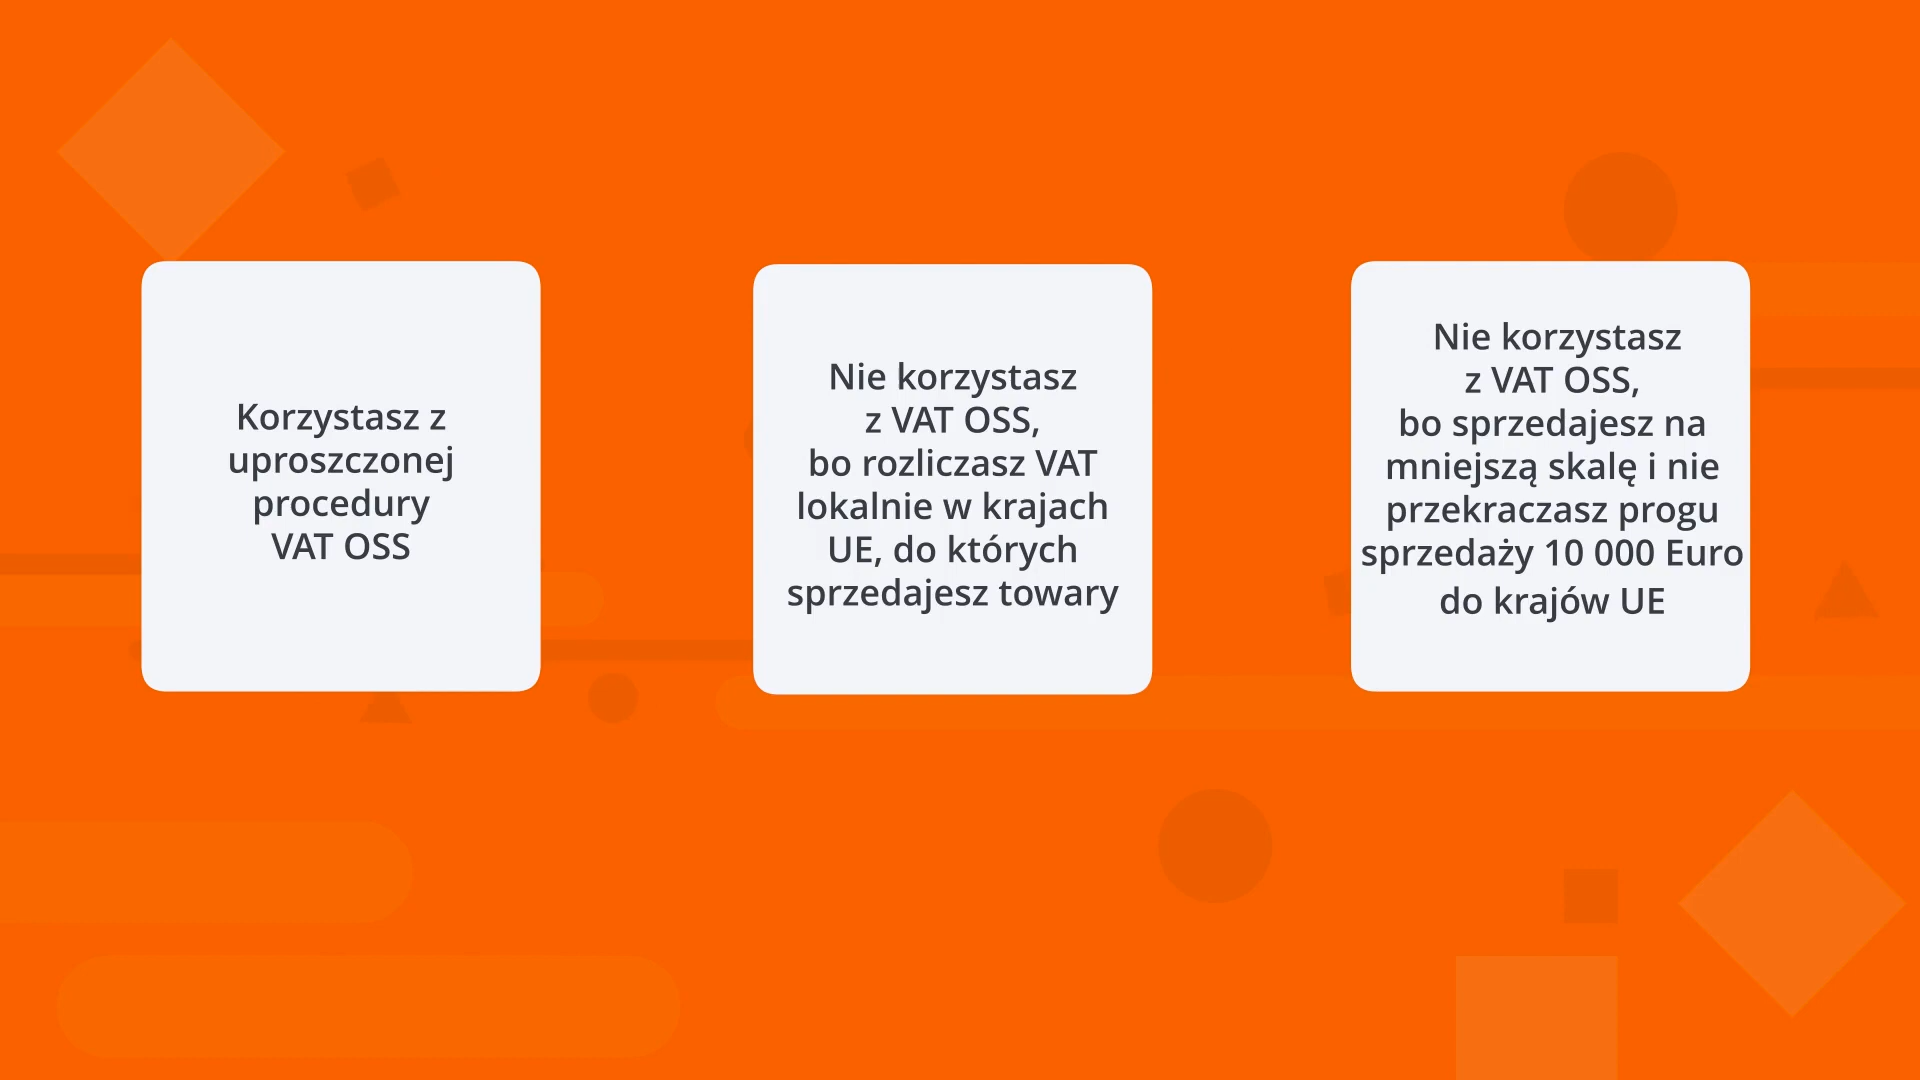 Korzystasz z
uproszczonej
procedury
VAT OSS
Nie korzystasz
z VAT OSS,
bo rozliczasz VAT
lokalnie w krajach
UE, do których
sprzedajesz towary
Nie korzystasz
z VAT OSS,
bo sprzedajesz na
mniejszą skalę i nie
przekraczasz progu
sprzedaży 10 000 Euro
do krajów UE